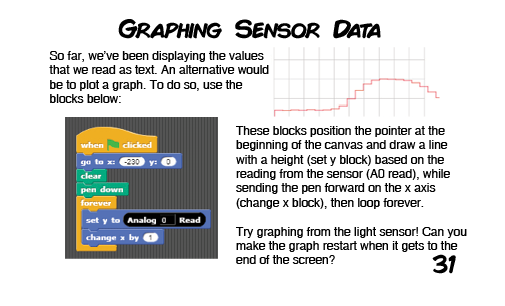 Graphing Sensor Data
So far, we've been displaying the values
that we read as text. An alternative would
be to plot a graph. To do so, use the
blocks below:
when clicked
go to x: -230 y: 0
clear
pen down
forever
set y to Analog 0 Read
change x by 1
These blocks position the pointer at the
beginning of the canvas and draw a line
with a height (set y block) based on the
reading from the sensor (A0 read), while
sending the pen forward on the x axis
(change x block), then loop forever.
Try graphing from the light sensor! Can you
make the graph restart when it gets to the
end of the screen?
31